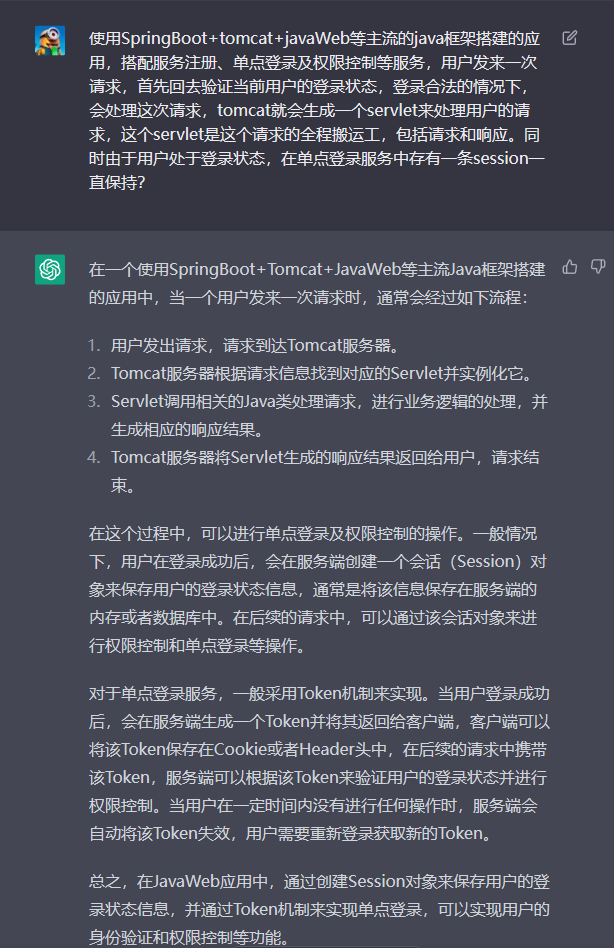 使用SpringBoot+tomcat+javaWeb等主流的java框架搭建的应
用，搭配服务注册、单点登录及权限控制等服务，用户发来一次
请求，首先回去验证当前用户的登录状态，登录合法的情况下，
会处理这次请求，tomcat就会生成一个servlet来处理用户的请
求，这个servlet是这个请求的全程搬运工，包括请求和响应。同
时由于用户处于登录状态，在单点登录服务中存有一条session一
直保持？
在一个使用SpringBoot+Tomcat+JavaWeb等主流Java框架搭建
的应用中，当一个用户发来一次请求时，通常会经过如下流程：
1. 用户发出请求，请求到达Tomcat服务器。
2. Tomcat服务器根据请求信息找到对应的Servlet并实例化它。
3. Servlet调用相关的Java类处理请求，进行业务逻辑的处理，并
生成相应的响应结果。
4. Tomcat服务器将Servlet生成的响应结果返回给用户，请求结
束。
在这个过程中，可以进行单点登录及权限控制的操作。一般情况
下，用户在登录成功后，会在服务端创建一个会话（Session）对
象来保存用户的登录状态信息，通常是将该信息保存在服务端的
内存或者数据库中。在后续的请求中，可以通过该会话对象来进
行权限控制和单点登录等操作。
对于单点登录服务，一般采用Token机制来实现。当用户登录成功
后，会在服务端生成一个Token并将其返回给客户端，客户端可以
将该Token保存在Cookie或者Header头中，在后续的请求中携带
该Token，服务端可以根据该Token来验证用户的登录状态并进行
权限控制。当用户在一定时间内没有进行任何操作时，服务端会
自动将该Token失效，用户需要重新登录获取新的Token。
总之，在JavaWeb应用中，通过创建Session对象来保存用户的登
录状态信息，并通过Token机制来实现单点登录，可以实现用户的
身份验证和权限控制等功能。